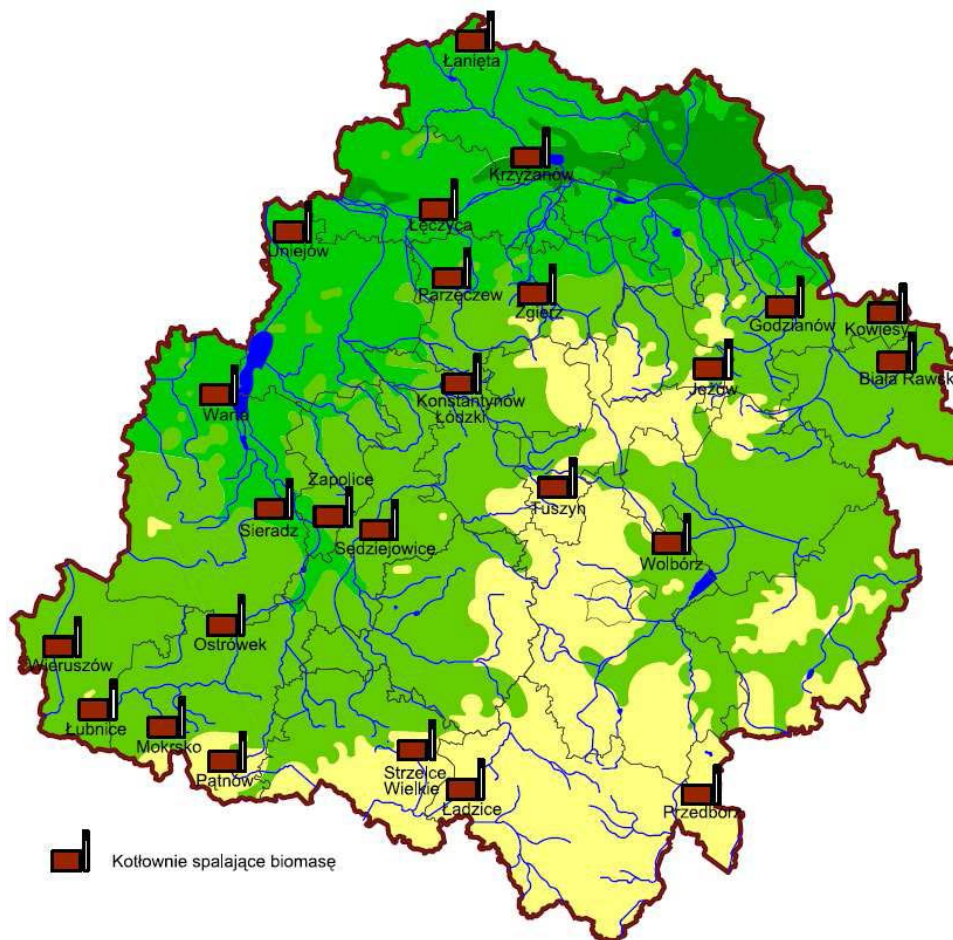 Łanięta
Krzyżanów
Łęczyca
Uniejów
Parzęczew
Zgierz
Godzianów
Kowiesy
Biała Rawsk
Jeżów
Konstantynów
Łódzki
Warta
Zapolice
Tuszyn
Sieradz
Sędziejowice
Wolbórz
Ostrówek
Wieruszów
Łubnice
Mokrsko
Pątnów
Strzelce
Wielkie
Ładzice
Przedbórz
Kotłownie spalające biomasę